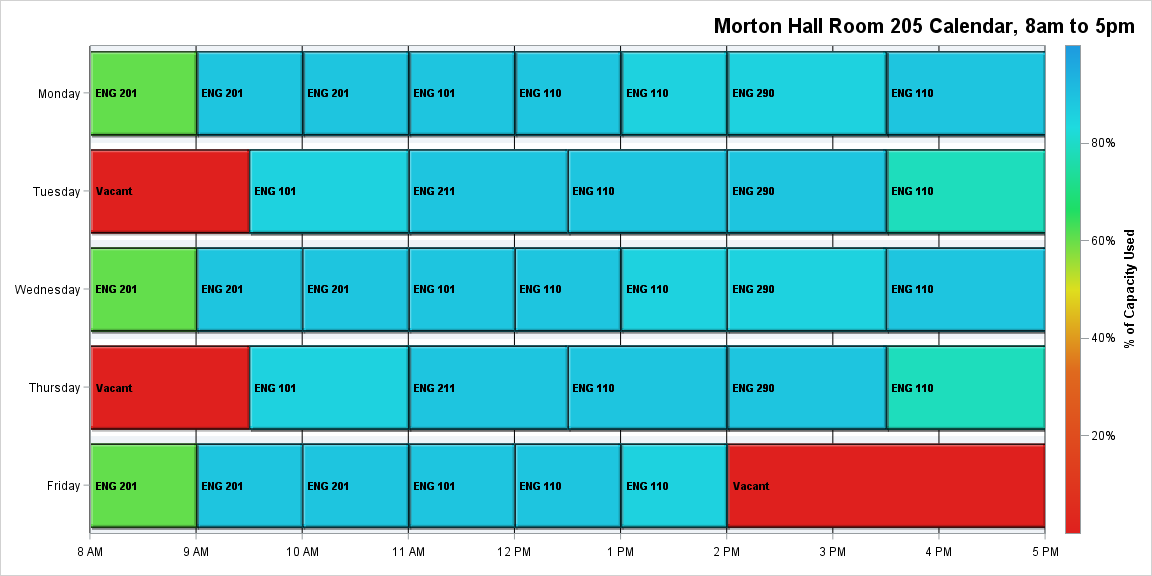 Morton Hall Room 205 Calendar, 8am to 5pm
Monday
ENG 201
ENG 201
ENG 201
ENG 101
ENG 110
ENG 110
ENG 290
ENG 110
Tuesday
Vacant
ENG 101
ENG 211
ENG 110
ENG 290
ENG 110
Wednesday
ENG 201
ENG 201
ENG 201
ENG 101
ENG 110
ENG 110
ENG 290
ENG 110
Thursday
Vacant
ENG 101
ENG 211
ENG 110
ENG 290
ENG 110
Friday
ENG 201
ENG 201
ENG 201
ENG 101
ENG 110
ENG 110
Vacant
8 AM
9 AM
10 AM
11 AM
12 PM
1 PM
2 PM
3 PM
4 PM
5 PM
80%
60%
40%
20%
% of Capacity Used